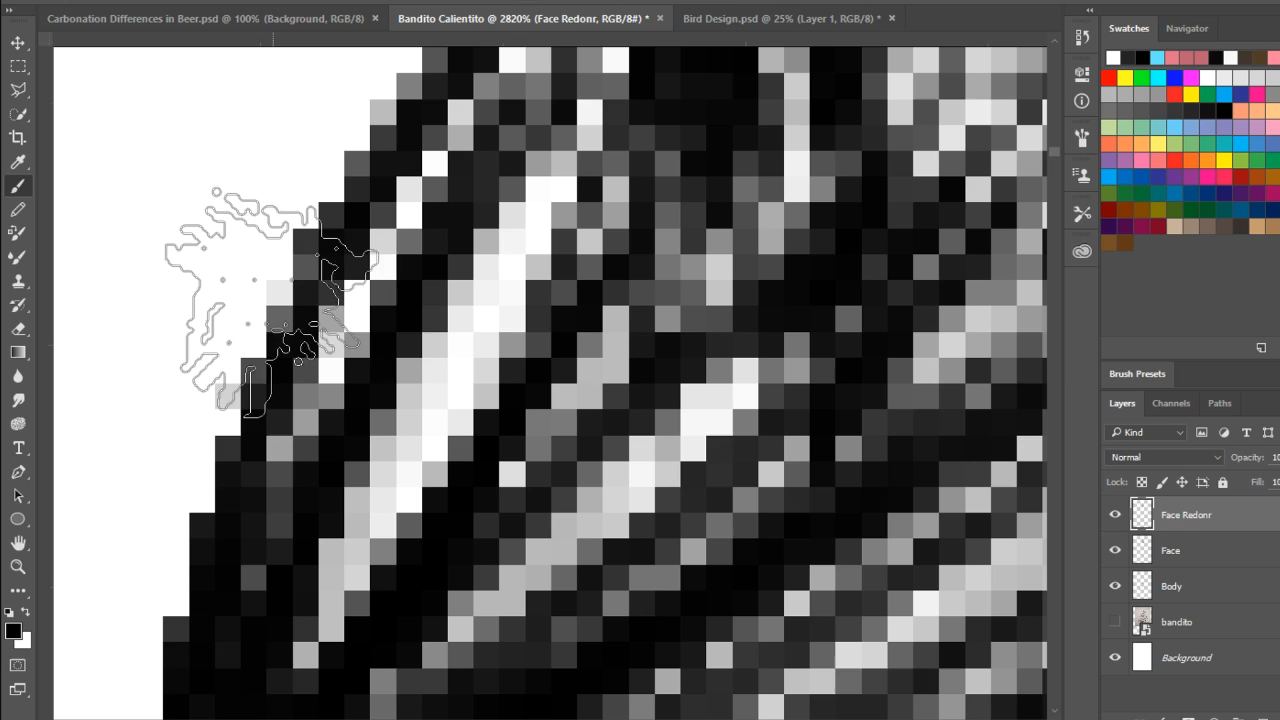 Carbonation Differences in Beer.psd @ 100% (Background, RGB/8)
Bandito Calientito @ 2820% (Face Redonr, RGB/8#) *
Bird Design.psd @ 25% (Layer 1, RGB/8) *
Swatches
Navigator
Brush Presets
Layers
Channels
Paths
Kind
Normal
Opacity: 10
Lock:
Fill: 10
Face Redonr
Face
Body
bandito
Background